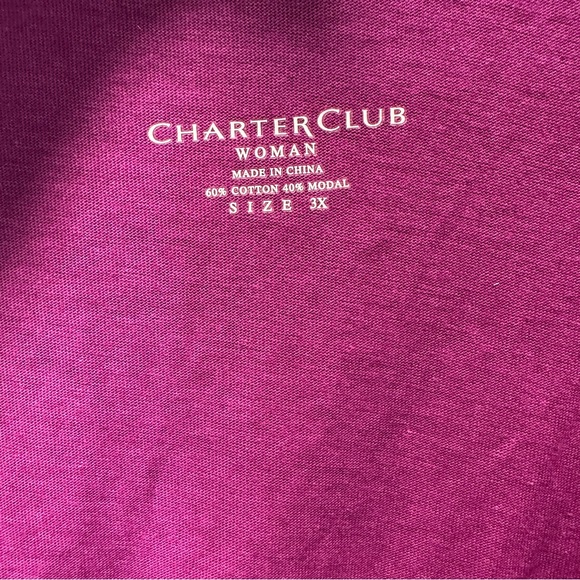 CHARTER CLUB
WOMAN
MADE IN CHINA
60% COTTON 40% MODAL
SIZE 3X